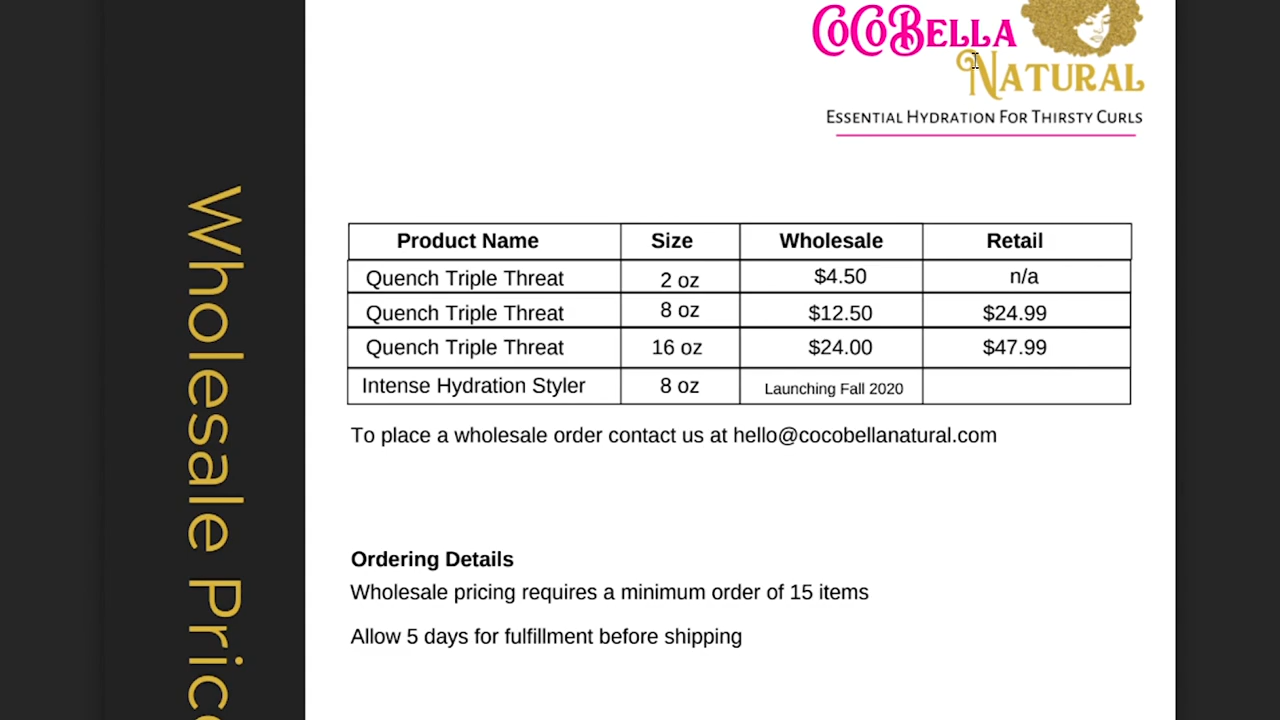 CoCoBella
Natural
Essential Hydration For Thirsty Curls
Wholesale
Product Name Size Wholesale Retail
Quench Triple Threat 2 oz $4.50 n/a
Quench Triple Threat 8 oz $12.50 $24.99
Quench Triple Threat 16 oz $24.00 $47.99
Intense Hydration Styler 8 oz Launching Fall 2020
To place a wholesale order contact us at hello@cocobellanatural.com
Ordering Details
Wholesale pricing requires a minimum order of 15 items
Allow 5 days for fulfillment before shipping